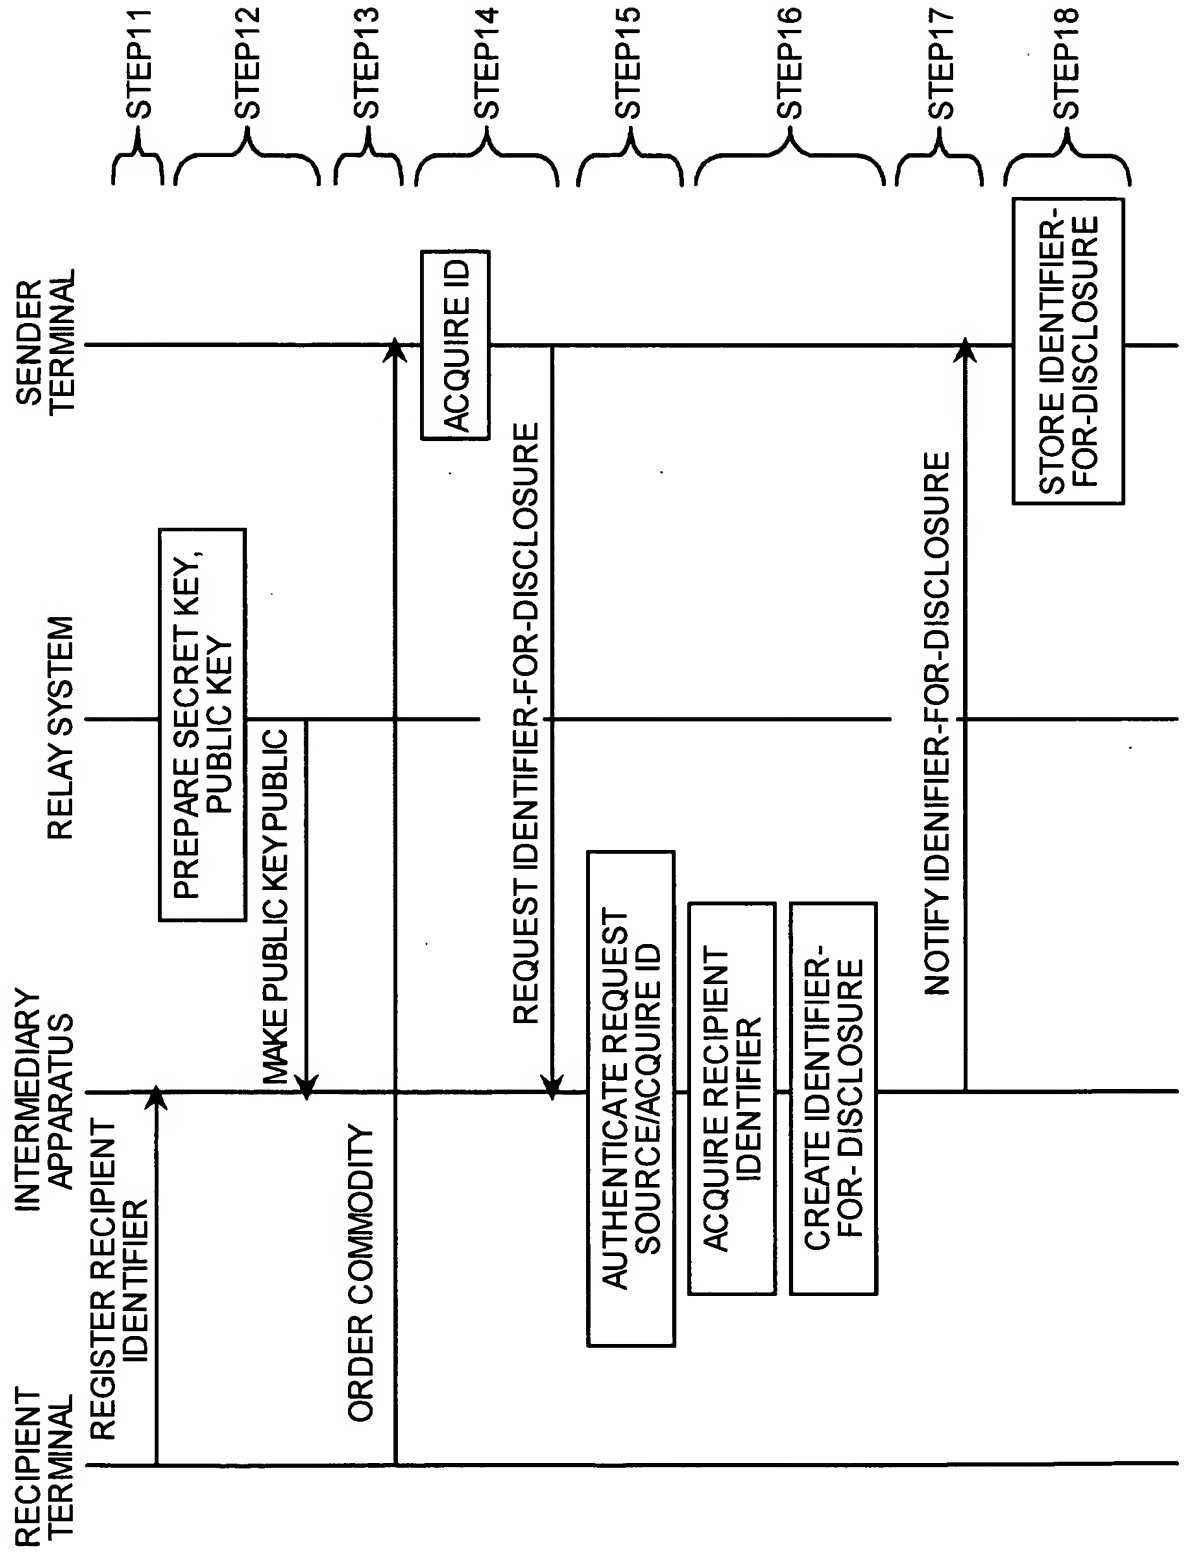 RECIPIENT
TERMINAL
INTERMEDIARY
APPARATUS
RELAY SYSTEM
SENDER
TERMINAL
REGISTER RECIPIENT
IDENTIFIER
STEP11
PREPARE SECRET KEY,
PUBLIC KEY
MAKE PUBLIC KEY PUBLIC
STEP12
ORDER COMMODITY
STEP13
ACQUIRE ID
REQUEST IDENTIFIER-FOR-DISCLOSURE
STEP14
AUTHENTICATE REQUEST
SOURCE/ACQUIRE ID
STEP15
ACQUIRE RECIPIENT
IDENTIFIER
CREATE IDENTIFIER-
FOR- DISCLOSURE
STEP16
NOTIFY IDENIFIER-FOR-DISCLOSURE
STEP17
STORE IDENTIFIER-
FOR-DISCLOSURE
STEP18